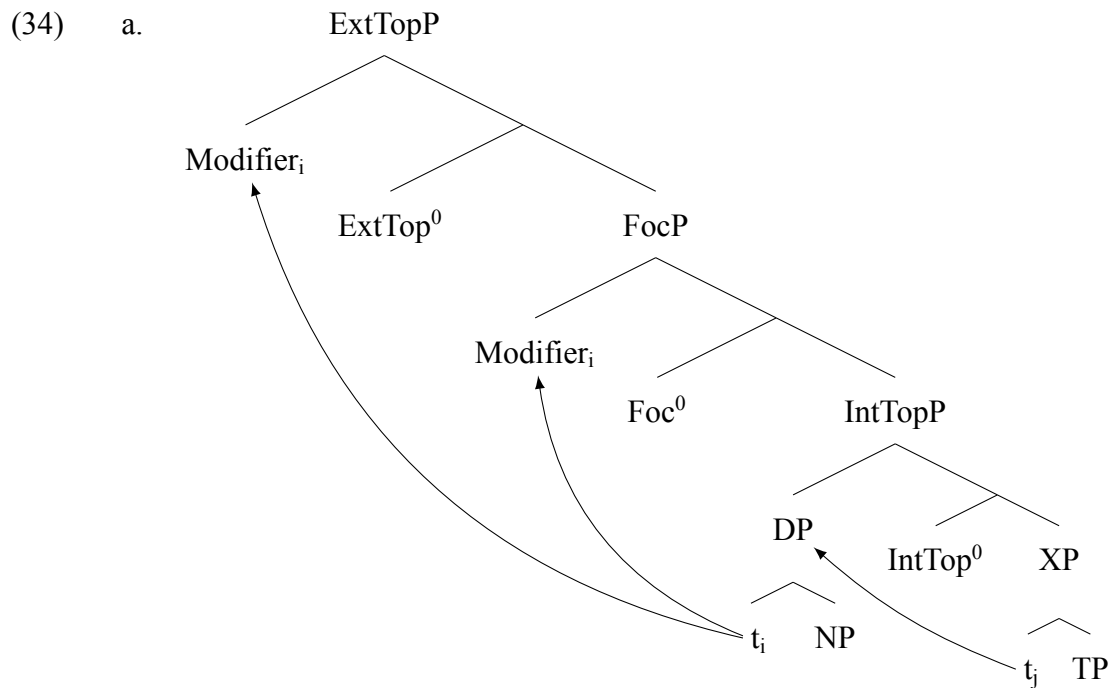 (34) a. ExtTopP
Modifierᵢ
ExtTop⁰ FocP
Modifierᵢ
Foc⁰ IntTopP
DP IntTop⁰ XP
tᵢ NP tⱼ TP